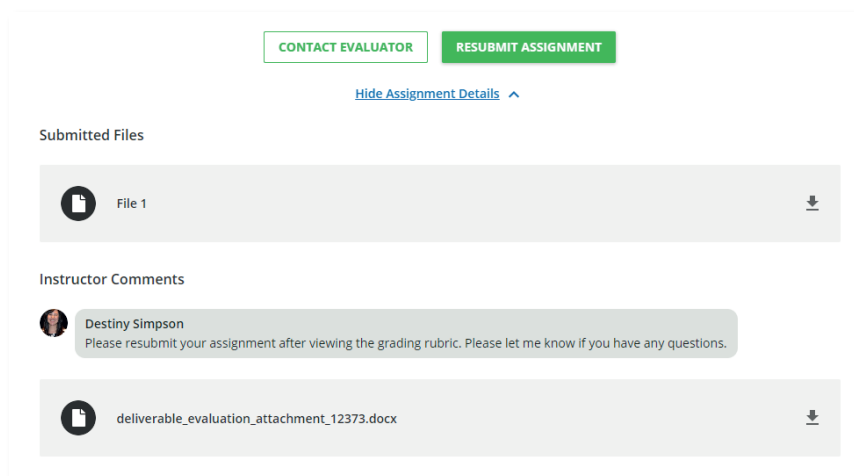 CONTACT EVALUATOR
RESUBMIT ASSIGNMENT
Hide Assignment Details
Submitted Files
File 1
Instructor Comments
Destiny Simpson
Please resubmit your assignment after viewing the grading rubric. Please let me know if you have any questions.
deliverable_evaluation_attachment_12373.docx